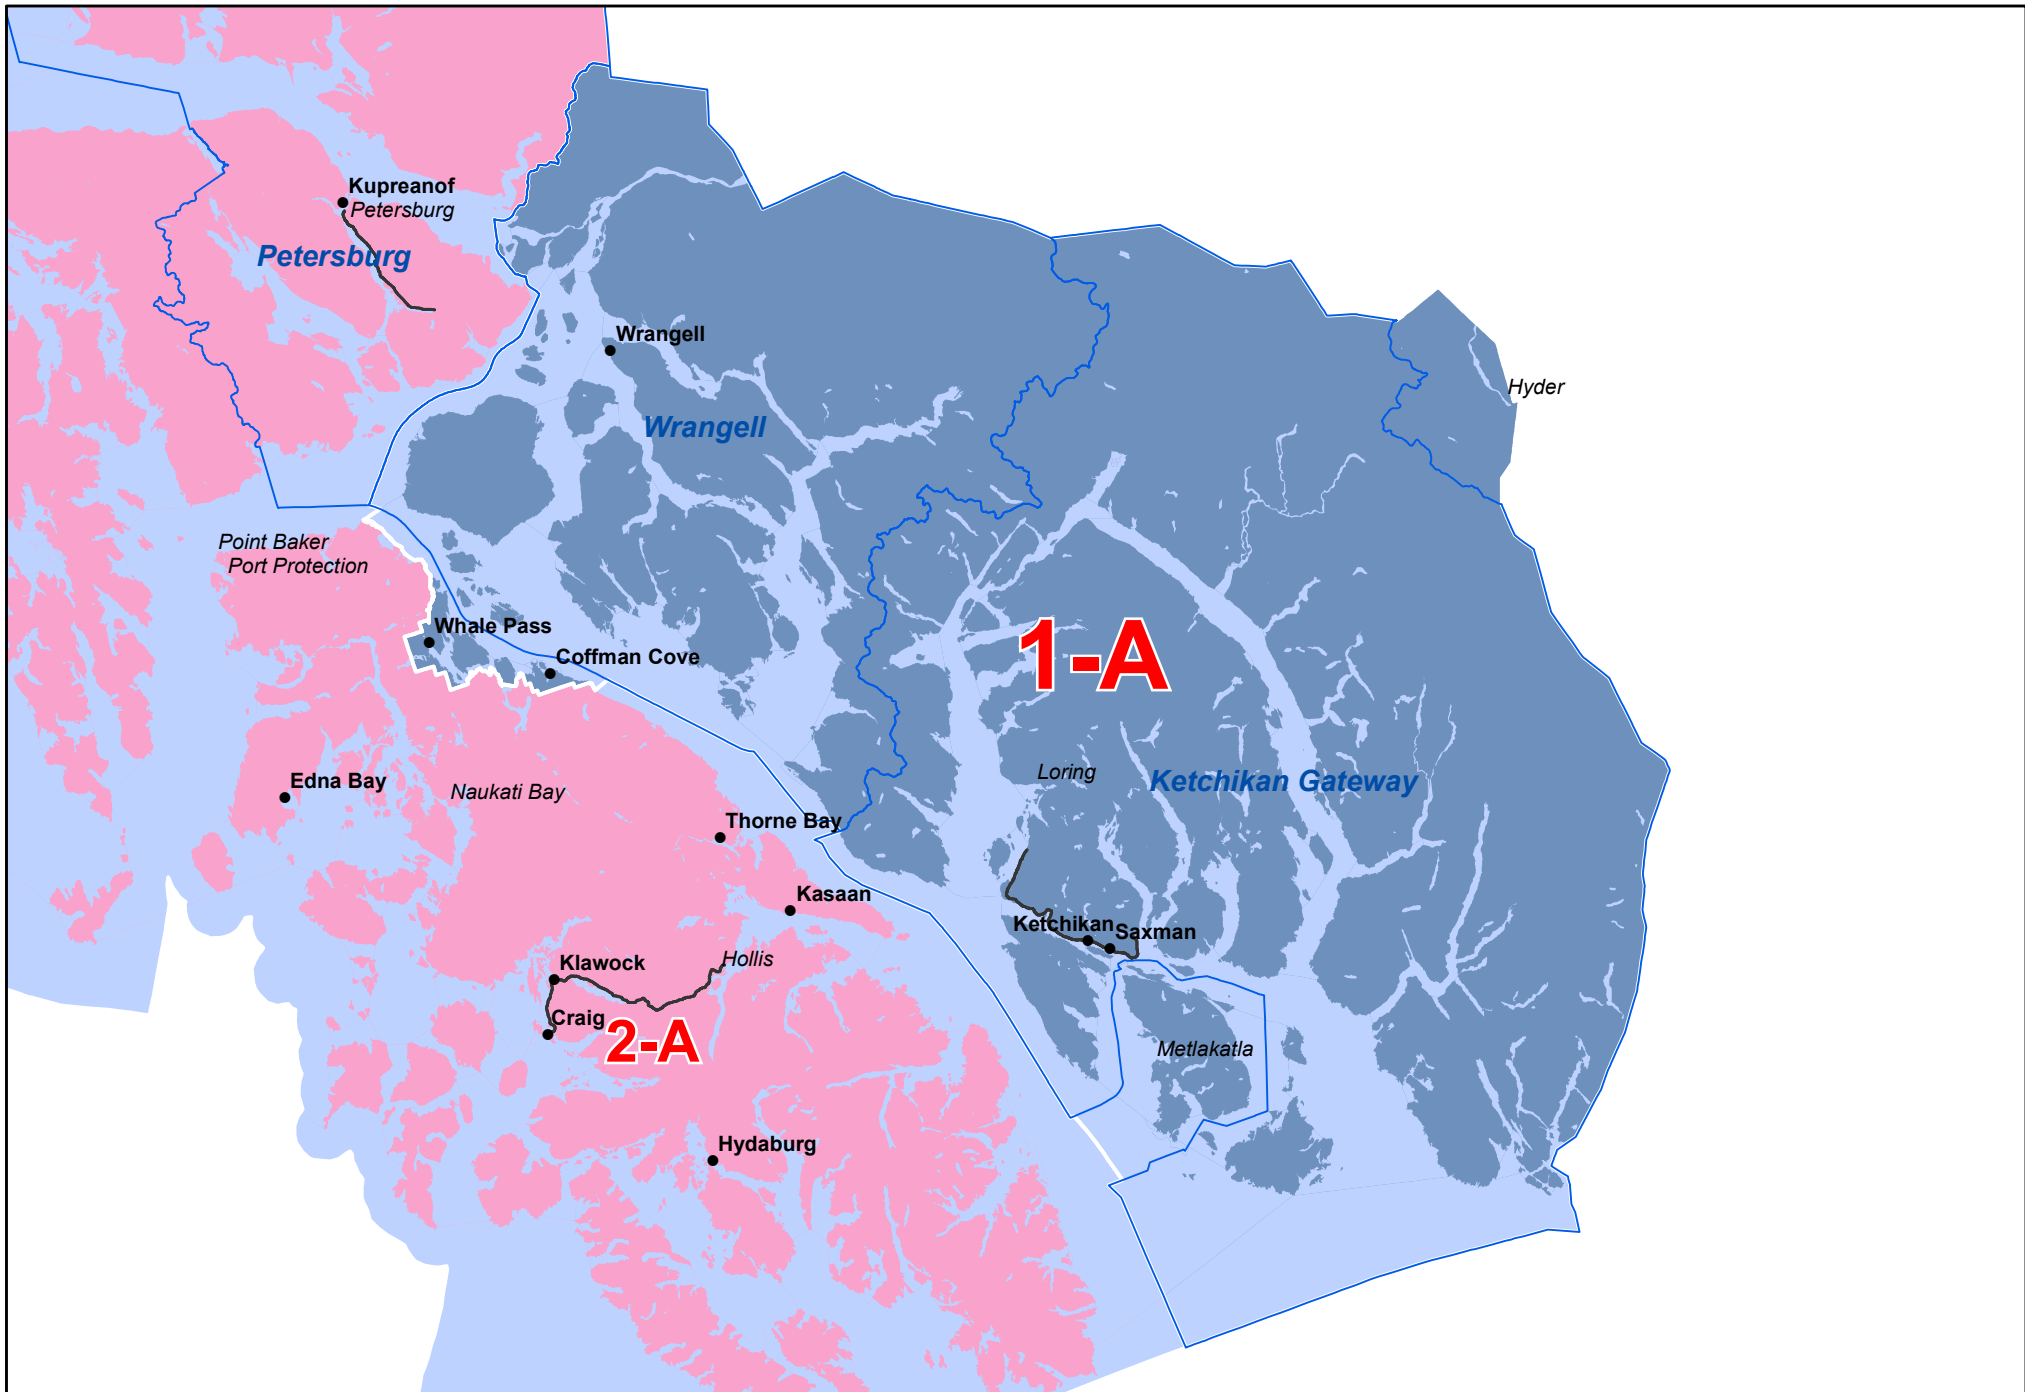 Kupreanof
Petersburg
Petersburg
Wrangell
Hyder
Wrangell
Point Baker
Port Protection
Whale Pass
Coffman Cove
1-A
Edna Bay
Naukati Bay
Loring
Ketchikan Gateway
Thorne Bay
Kasaan
Ketchikan
Saxman
Klawock
Hollis
Craig
2-A
Metlakatla
Hydaburg